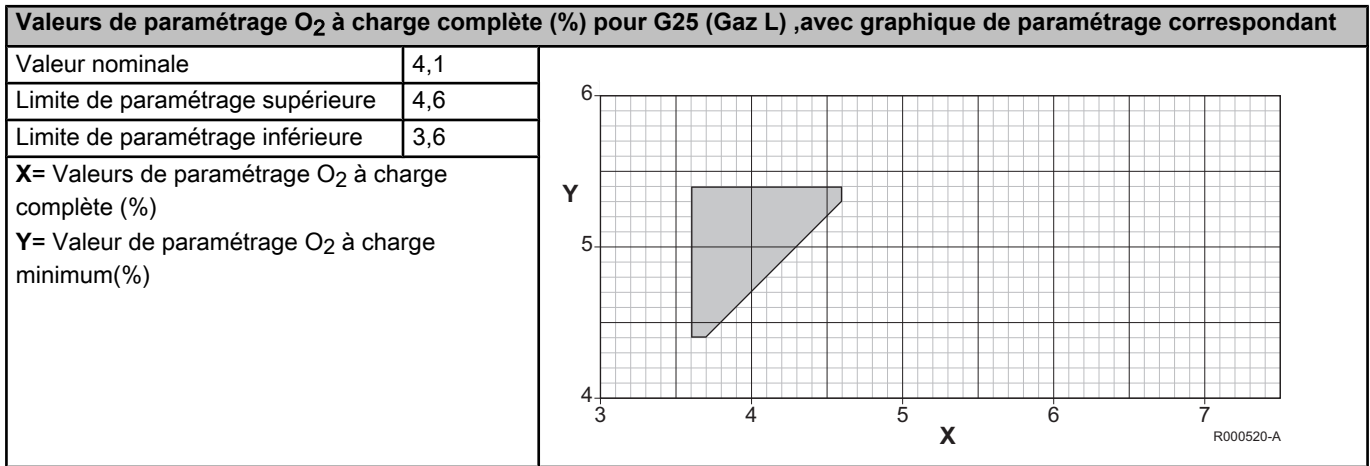 Valeurs de paramétrage O2 à charge complète (%) pour G25 (Gaz L) ,avec graphique de paramétrage correspondant
Valeur nominale 4,1
Limite de paramétrage supérieure 4,6
Limite de paramétrage inférieure 3,6
X= Valeurs de paramétrage O2 à charge
complète (%)
Y= Valeur de paramétrage O2 à charge
minimum(%)
6
Y
5
4
3 4 5 6 7
X
R000520-A